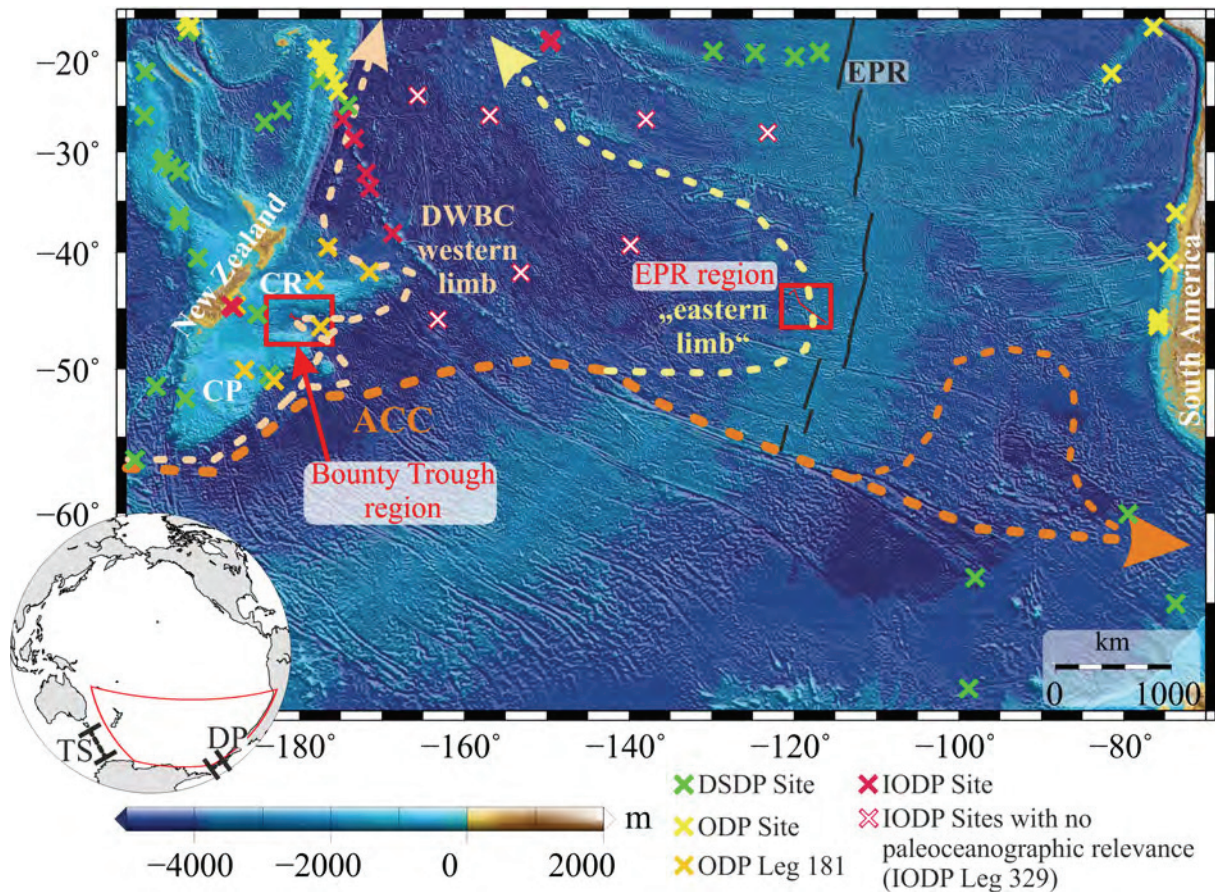 −20°
−30°
−40°
−50°
−60°
EPR
New Zealand
CR
CP
DWBC
western
limb
EPR region
„eastern
limb“
South America
ACC
Bounty Trough
region
km
0 1000
TS
DP
−180° −160° −140° −120° −100° −80°
m
−4000 −2000 0 2000
DSDP Site
ODP Site
ODP Leg 181
IODP Site
IODP Sites with no
paleoceanographic relevance
(IODP Leg 329)